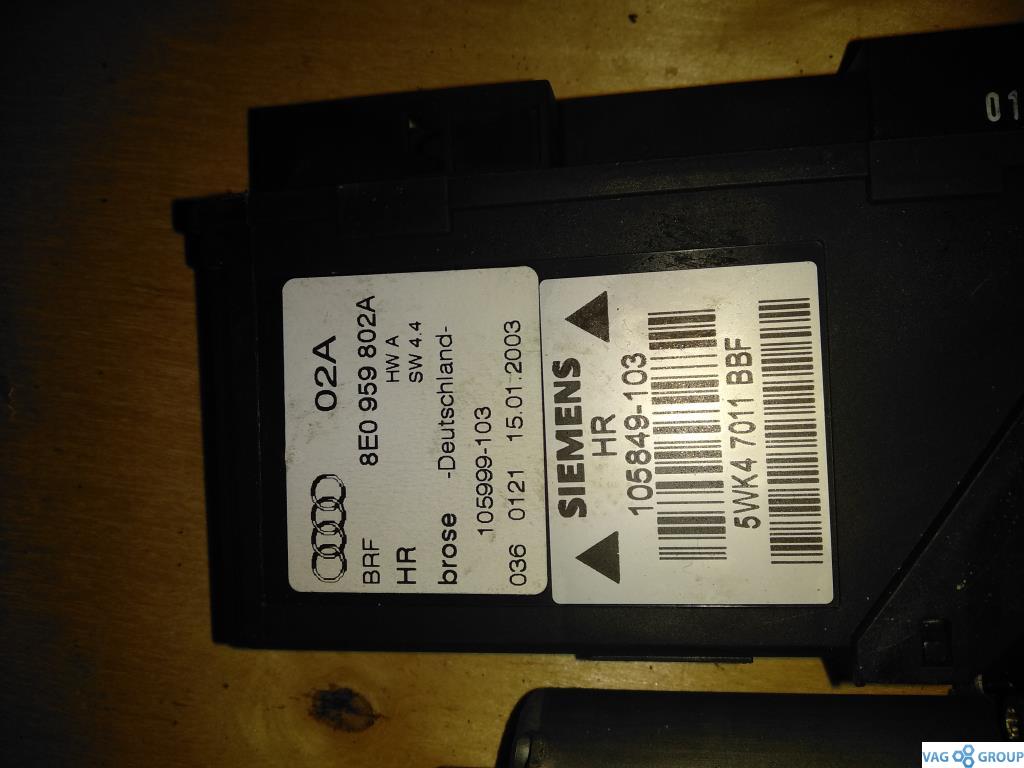 02A
BRF 8E0 959 802A
HR HW A
SW 4.4
brose -Deutschland-
105999-103
036 0121 15.01.2003
SIEMENS
HR
105849-103
5WK4 7011 BBF
01
VAG GROUP